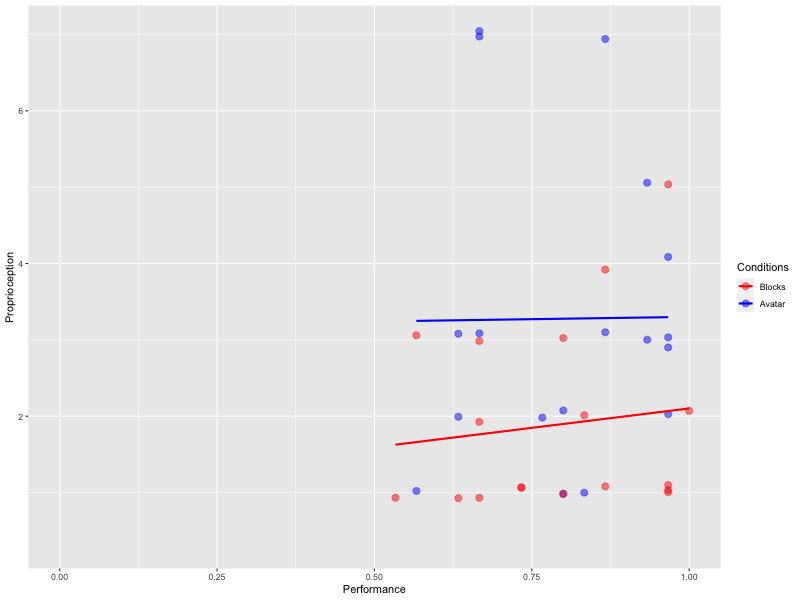 6
4
2
Proprioception
0.00 0.25 0.50 0.75 1.00
Performance
Conditions
Blocks
Avatar